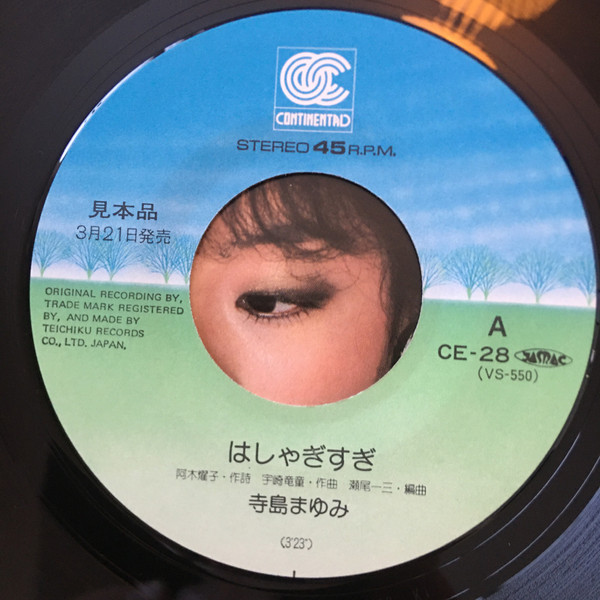 CONTINENTAL
STEREO 45 R.P.M.
見本品
3月21日発売
ORIGINAL RECORDING BY,
TRADE MARK REGISTERED
BY, AND MADE BY
TEICHIKU RECORDS
CO., LTD. JAPAN.
A
CE-28 JASRAC
(VS-550)
はしゃぎすぎ
阿木燿子・作詩 宇崎竜童・作曲 瀬尾一三・編曲
寺島まゆみ
(3'23")